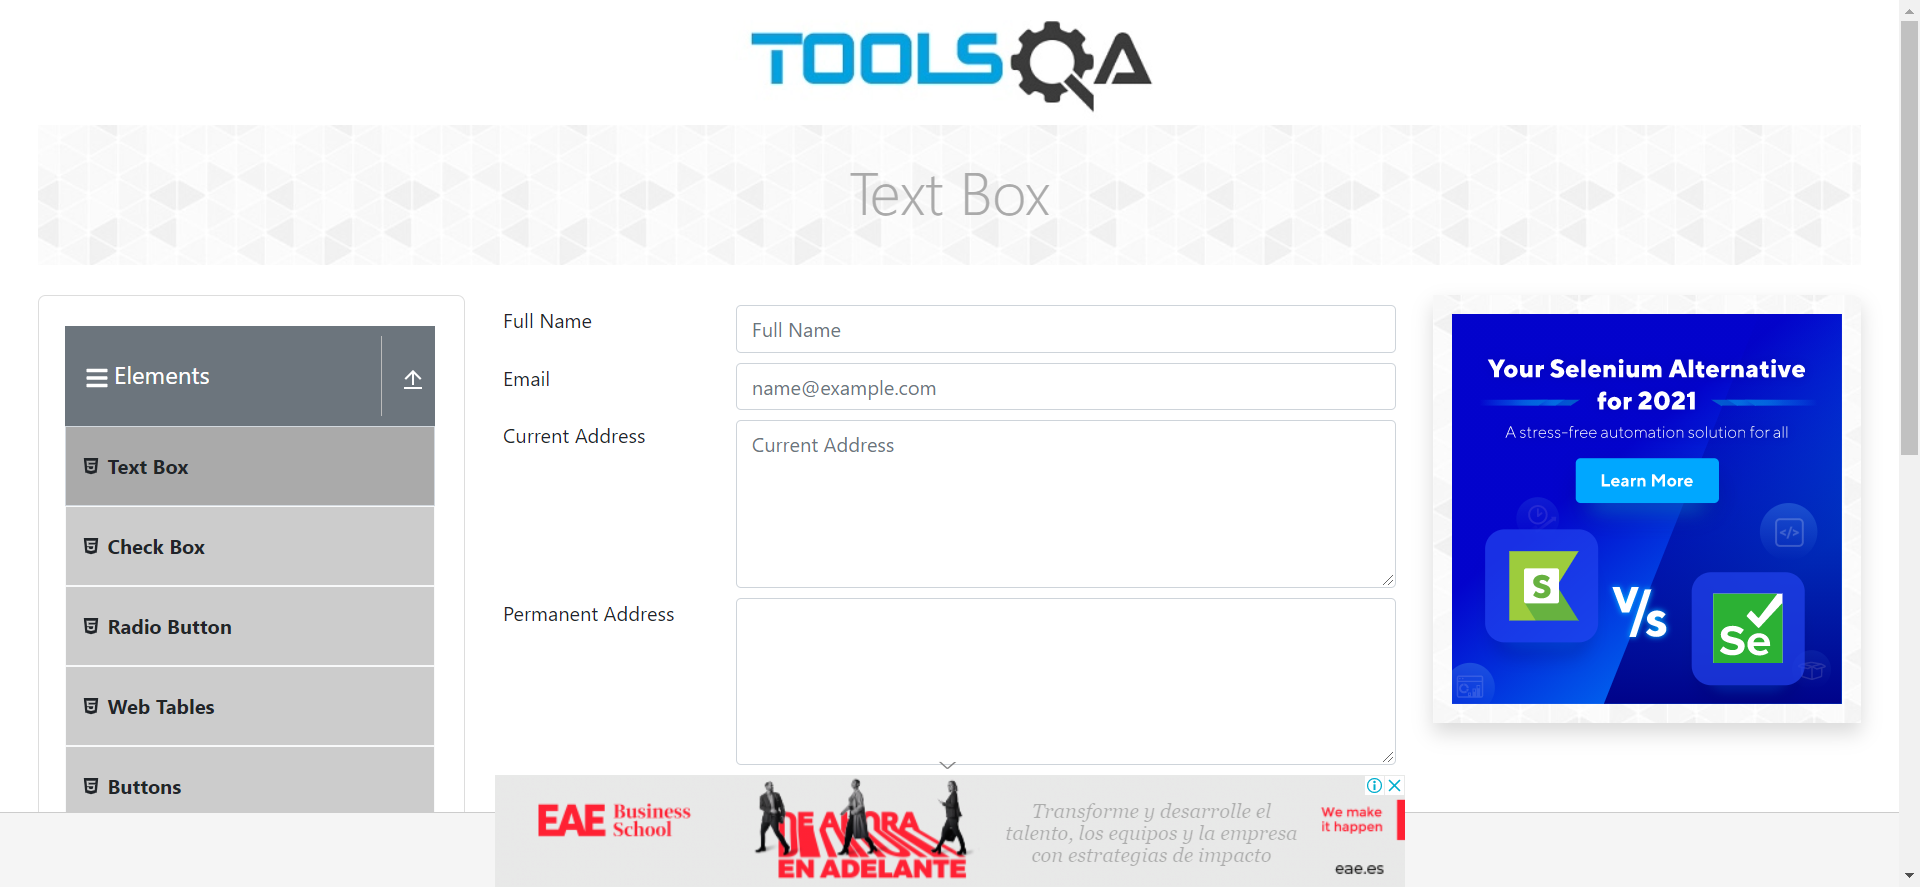 TOOLSQA
Text Box
Elements
Text Box
Check Box
Radio Button
Web Tables
Buttons
Full Name
Full Name
Email
name@example.com
Current Address
Current Address
Permanent Address
Your Selenium Alternative
for 2021
A stress-free automation solution for all
Learn More
S
V/s
Se
EAE Business
School
DE AHORA
EN ADELANTE
Transforme y desarrolle el
talento, los equipos y la empresa
con estrategias de impacto
We make
it happen
eae.es